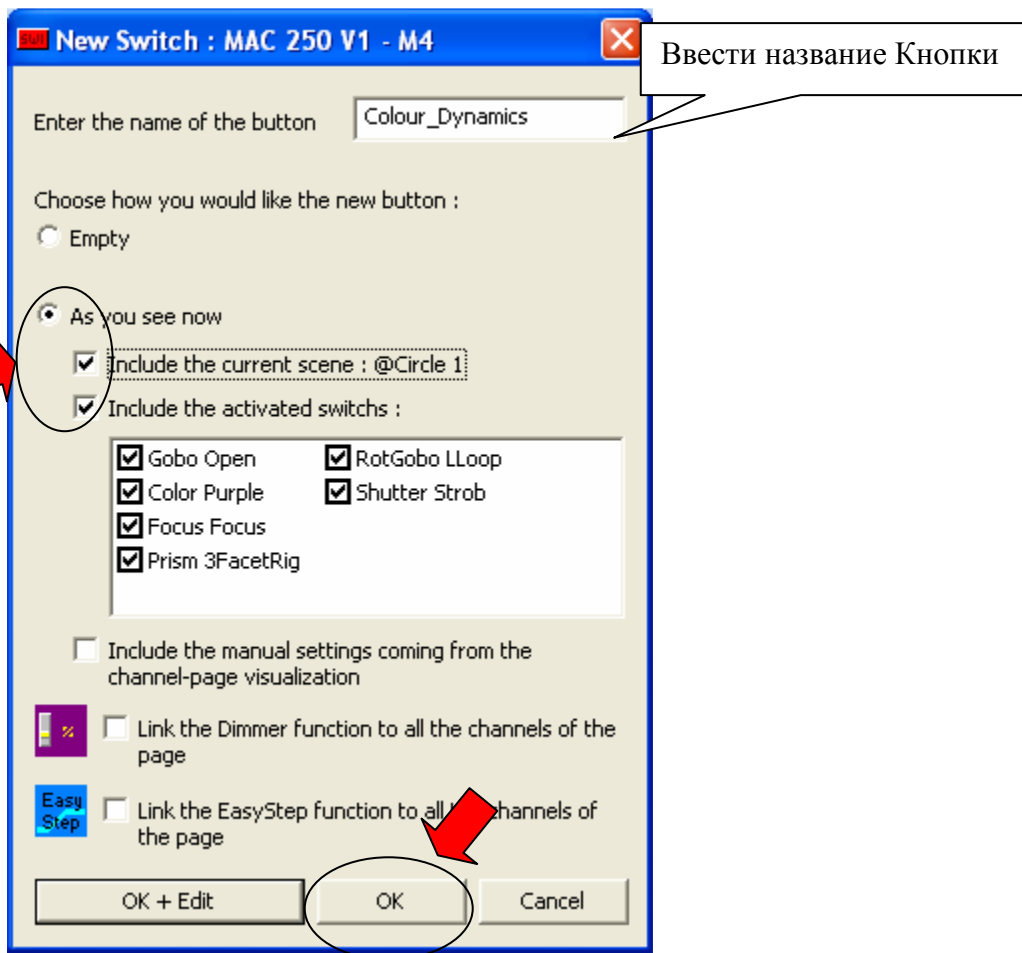 SWI New Switch : MAC 250 V1 - M4
Ввести название Кнопки
Enter the name of the button
Colour_Dynamics
Choose how you would like the new button :
Empty
As you see now
Include the current scene : @Circle 1
Include the activated switchs :
Gobo Open
RotGobo LLoop
Color Purple
Shutter Strob
Focus Focus
Prism 3FacetRig
Include the manual settings coming from the
channel-page visualization
%
Link the Dimmer function to all the channels of the
page
Easy
Step
Link the EasyStep function to all channels of
the page
OK + Edit
OK
Cancel